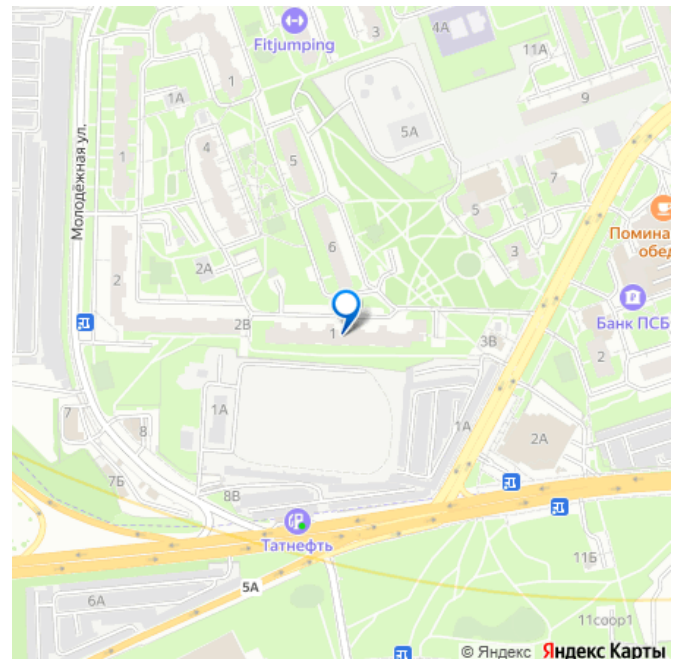 Fitjumping
3
4А
11А
1
1А
9
Молодёжная ул.
1
4
5
5А
7
5
Помина
обед
6
3
2А
2
Банк ПСБ
2В
1
3В
2
7
8
1А
1А
2А
7Б
8В
Татнефть
11Б
5А
6А
11соор1
© Яндекс Яндекс Карты